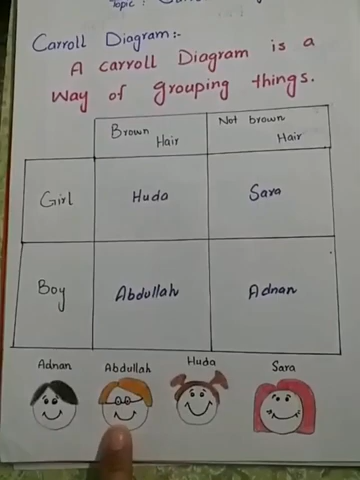 Topic:
Carroll Diagram:-
A carroll Diagram is a
way of grouping things.
Brown Hair
Not brown Hair
Girl
Huda
Sara
Boy
Abdullah
Adnan
Adnan
Abdullah
Huda
Sara